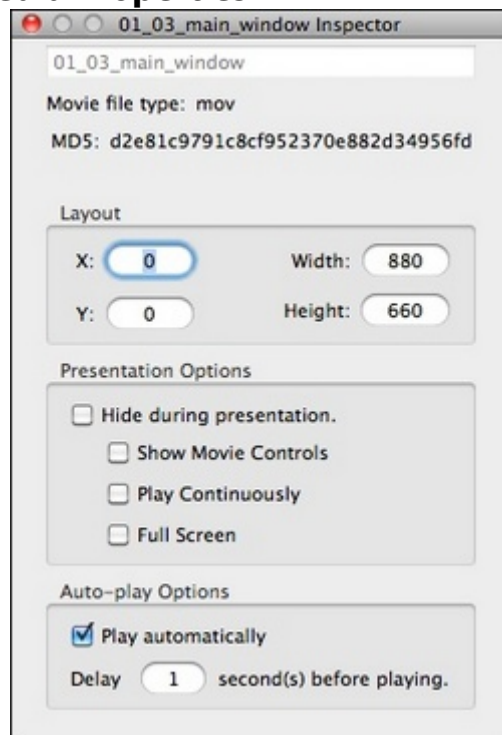 01_03_main_window Inspector
01_03_main_window
Movie file type: mov
MD5: d2e81c9791c8cf952370e882d34956fd
Layout
X: 0 Width: 880
Y: 0 Height: 660
Presentation Options
Hide during presentation.
Show Movie Controls
Play Continuously
Full Screen
Auto-play Options
Play automatically
Delay 1 second(s) before playing.